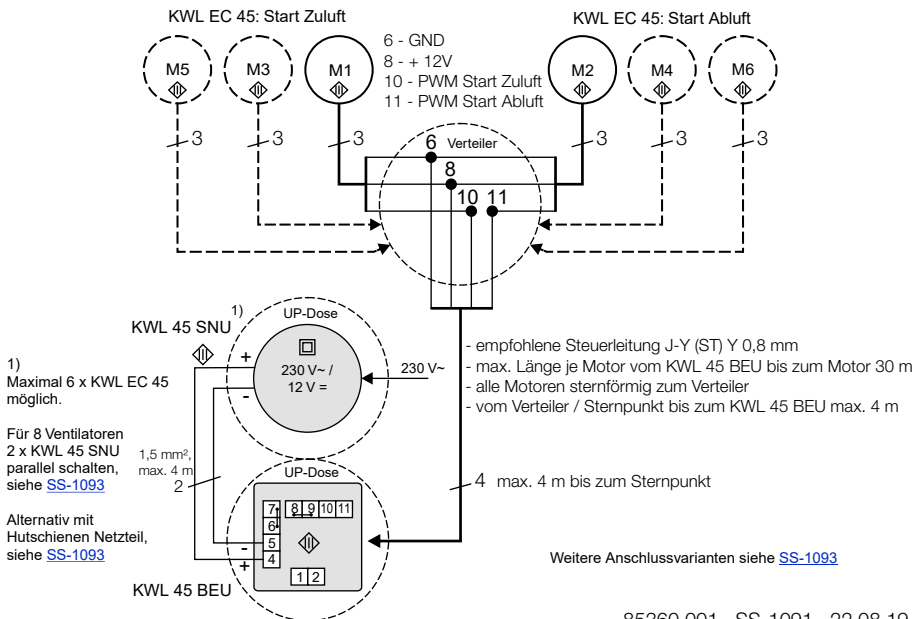 KWL EC 45: Start Zuluft
KWL EC 45: Start Abluft
M5
M3
M1
M2
M4
M6
6 - GND
8 - + 12V
10 - PWM Start Zuluft
11 - PWM Start Abluft
3
3
3
3
3
3
6
Verteiler
8
10
11
1)
UP-Dose
KWL 45 SNU
+
-
230 V~ /
12 V =
230 V~
- empfohlene Steuerleitung J-Y (ST) Y 0,8 mm
- max. Länge je Motor vom KWL 45 BEU bis zum Motor 30 m
- alle Motoren sternförmig zum Verteiler
- vom Verteiler / Sternpunkt bis zum KWL 45 BEU max. 4 m
1)
Maximal 6 x KWL EC 45
möglich.
Für 8 Ventilatoren
2 x KWL 45 SNU
parallel schalten,
siehe SS-1093
Alternativ mit
Hutschienen Netzteil,
siehe SS-1093
1,5 mm²,
max. 4 m
2
UP-Dose
4 max. 4 m bis zum Sternpunkt
7
8
9
10
11
6
5
4
-
+
1
2
KWL 45 BEU
Weitere Anschlussvarianten siehe SS-1093